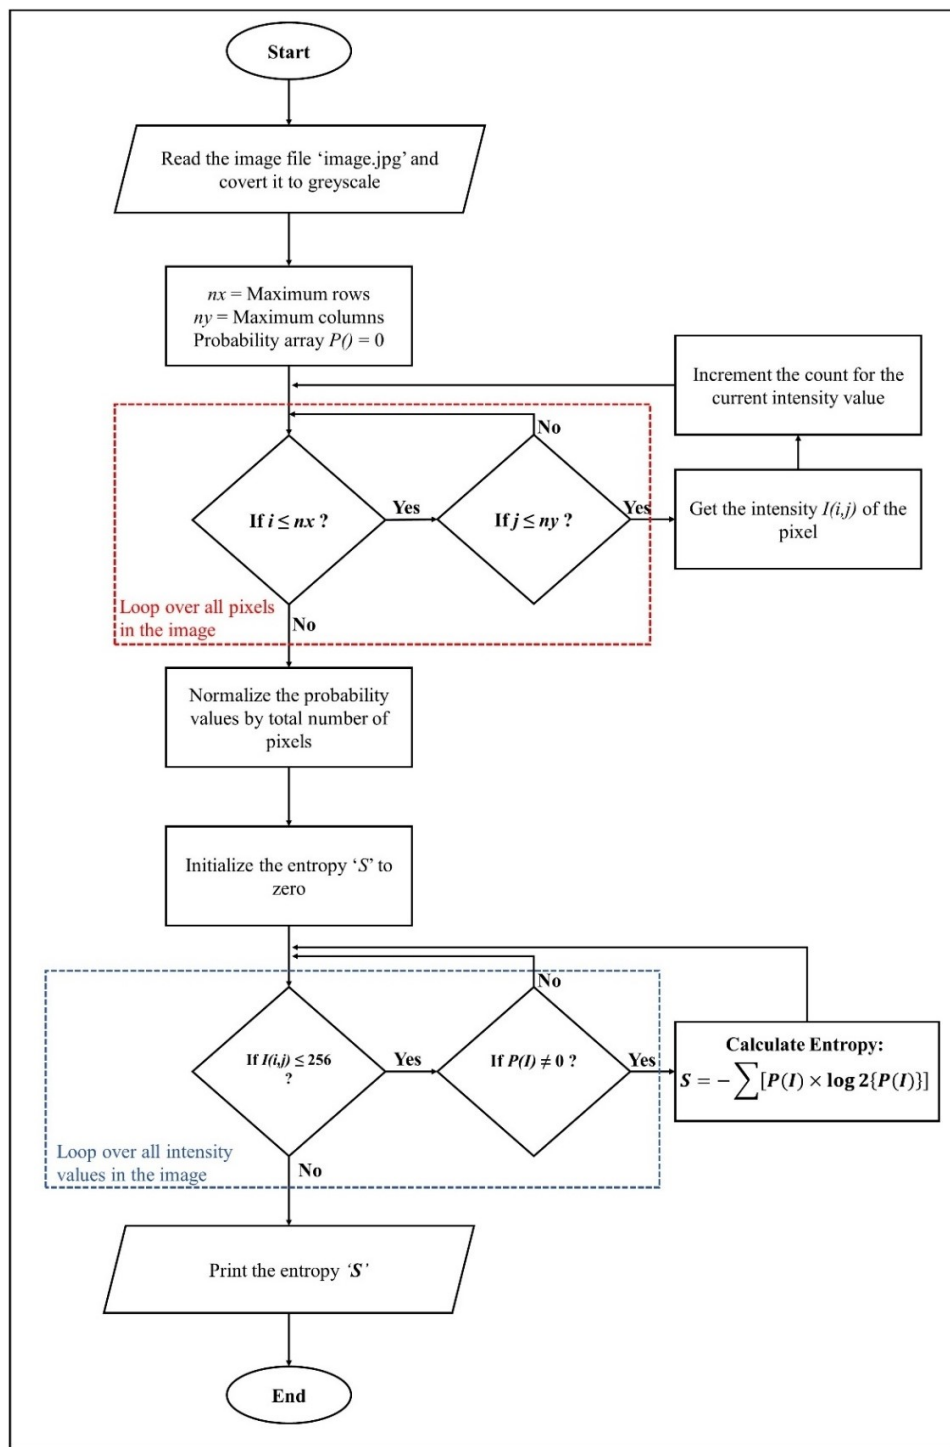 Start
Read the image file ‘image.jpg’ and
covert it to greyscale
nx = Maximum rows
ny = Maximum columns
Probability array P() = 0
Increment the count for the
current intensity value
No
If i ≤ nx ?
Yes
If j ≤ ny ?
Yes
Get the intensity I(i,j) of the
pixel
Loop over all pixels
in the image
No
Normalize the probability
values by total number of
pixels
Initialize the entropy ‘S’ to
zero
No
If I(i,j) ≤ 256
?
Yes
If P(I) ≠ 0 ?
Yes
Calculate Entropy:
S = − ∑[P(I) × log 2{P(I)}]
Loop over all intensity
values in the image
No
Print the entropy ‘S’
End